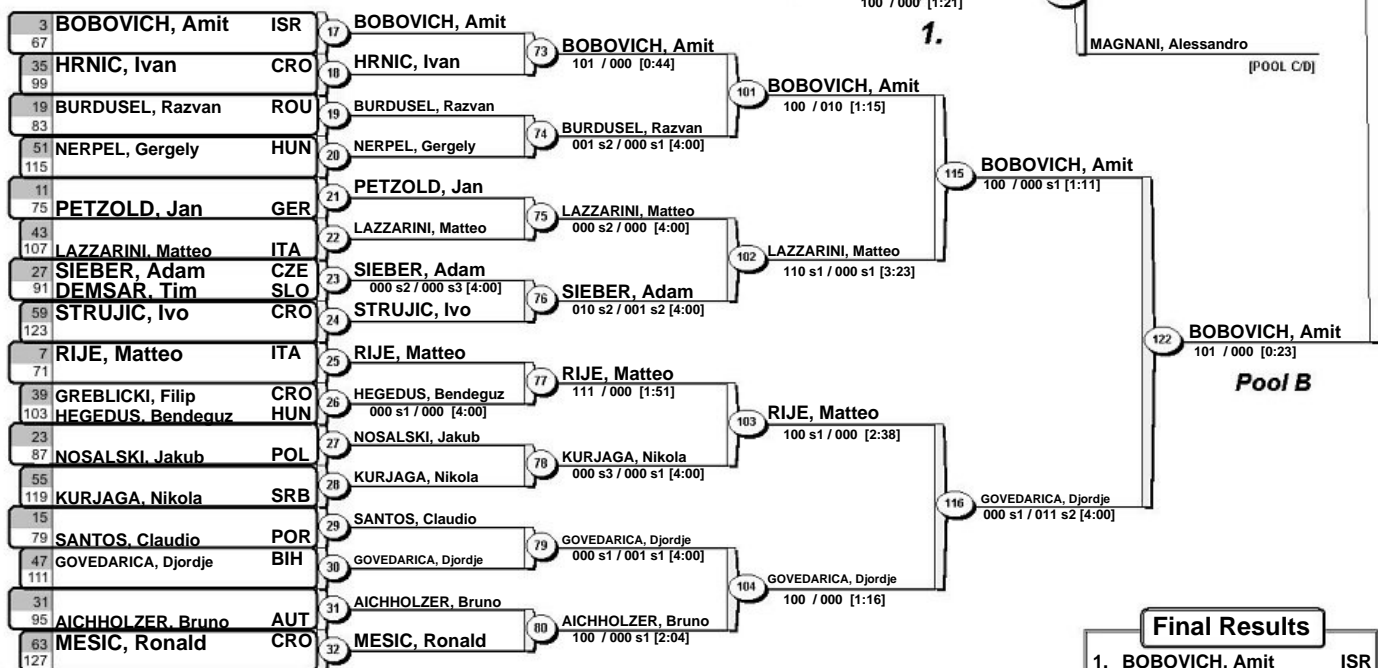 100 / 000 [1:21]
1.
MAGNANI, Alessandro
[POOL C/D]
3 BOBOVICH, Amit ISR
67
35 HRNIC, Ivan CRO
99
19 BURDUSEL, Razvan ROU
83
51 NERPEL, Gergely HUN
115
11
75 PETZOLD, Jan GER
43
107 LAZZARINI, Matteo ITA
27 SIEBER, Adam CZE
91 DEMSAR, Tim SLO
59 STRUJIC, Ivo CRO
123
7 RIJE, Matteo ITA
71
39 GREBLICKI, Filip CRO
103 HEGEDUS, Bendeguz HUN
23
87 NOSALSKI, Jakub POL
55
119 KURJAGA, Nikola SRB
15
79 SANTOS, Claudio POR
47 GOVEDARICA, Djordje BIH
111
31
95 AICHHOLZER, Bruno AUT
63 MESIC, Ronald CRO
127
17 BOBOVICH, Amit
18 HRNIC, Ivan
19 BURDUSEL, Razvan
20 NERPEL, Gergely
21 PETZOLD, Jan
22 LAZZARINI, Matteo
23 SIEBER, Adam
000 s2 / 000 s3 [4:00]
24 STRUJIC, Ivo
25 RIJE, Matteo
26 HEGEDUS, Bendeguz
000 s1 / 000 [4:00]
27 NOSALSKI, Jakub
28 KURJAGA, Nikola
29 SANTOS, Claudio
30 GOVEDARICA, Djordje
31 AICHHOLZER, Bruno
32 MESIC, Ronald
73 BOBOVICH, Amit
101 / 000 [0:44]
74 BURDUSEL, Razvan
001 s2 / 000 s1 [4:00]
75 LAZZARINI, Matteo
000 s2 / 000 [4:00]
76 SIEBER, Adam
010 s2 / 001 s2 [4:00]
77 RIJE, Matteo
111 / 000 [1:51]
78 KURJAGA, Nikola
000 s3 / 000 s1 [4:00]
79 GOVEDARICA, Djordje
000 s1 / 001 s1 [4:00]
80 AICHHOLZER, Bruno
100 / 000 s1 [2:04]
101 BOBOVICH, Amit
100 / 010 [1:15]
102 LAZZARINI, Matteo
110 s1 / 000 s1 [3:23]
103 RIJE, Matteo
100 s1 / 000 [2:38]
104 GOVEDARICA, Djordje
100 / 000 [1:16]
115 BOBOVICH, Amit
100 / 000 s1 [1:11]
116 GOVEDARICA, Djordje
000 s1 / 011 s2 [4:00]
122 BOBOVICH, Amit
101 / 000 [0:23]
Pool B
Final Results
1. BOBOVICH, Amit ISR